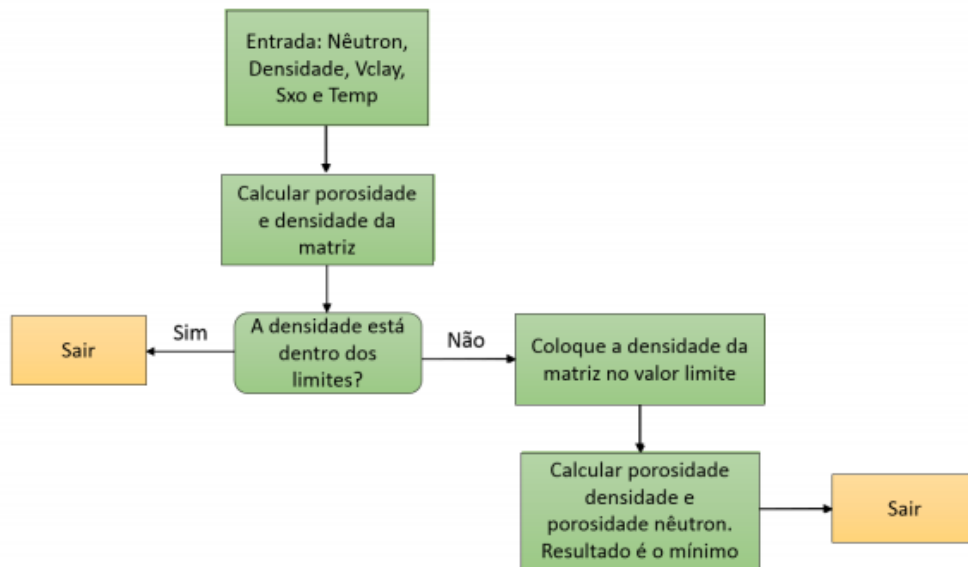 Entrada: Nêutron,
Densidade, Vclay,
Sxo e Temp
Calcular porosidade
e densidade da
matriz
A densidade está
dentro dos
limites?
Sim
Sair
Não
Coloque a densidade da
matriz no valor limite
Calcular porosidade
densidade e
porosidade nêutron.
Resultado é o mínimo
Sair